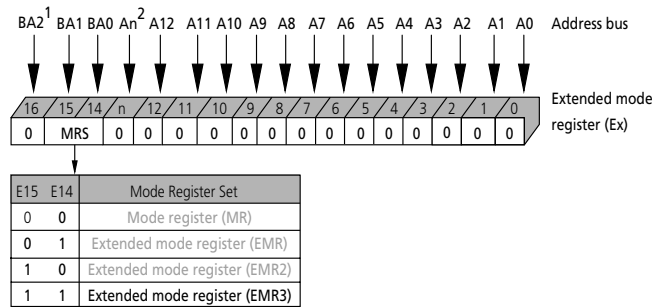 BA2¹ BA1 BA0 An² A12 A11 A10 A9 A8 A7 A6 A5 A4 A3 A2 A1 A0 Address bus
16 15 14 n 12 11 10 9 8 7 6 5 4 3 2 1 0 Extended mode
register (Ex)
0 MRS 0 0 0 0 0 0 0 0 0 0 0 0 0 0
E15 E14 Mode Register Set
0 0 Mode register (MR)
0 1 Extended mode register (EMR)
1 0 Extended mode register (EMR2)
1 1 Extended mode register (EMR3)